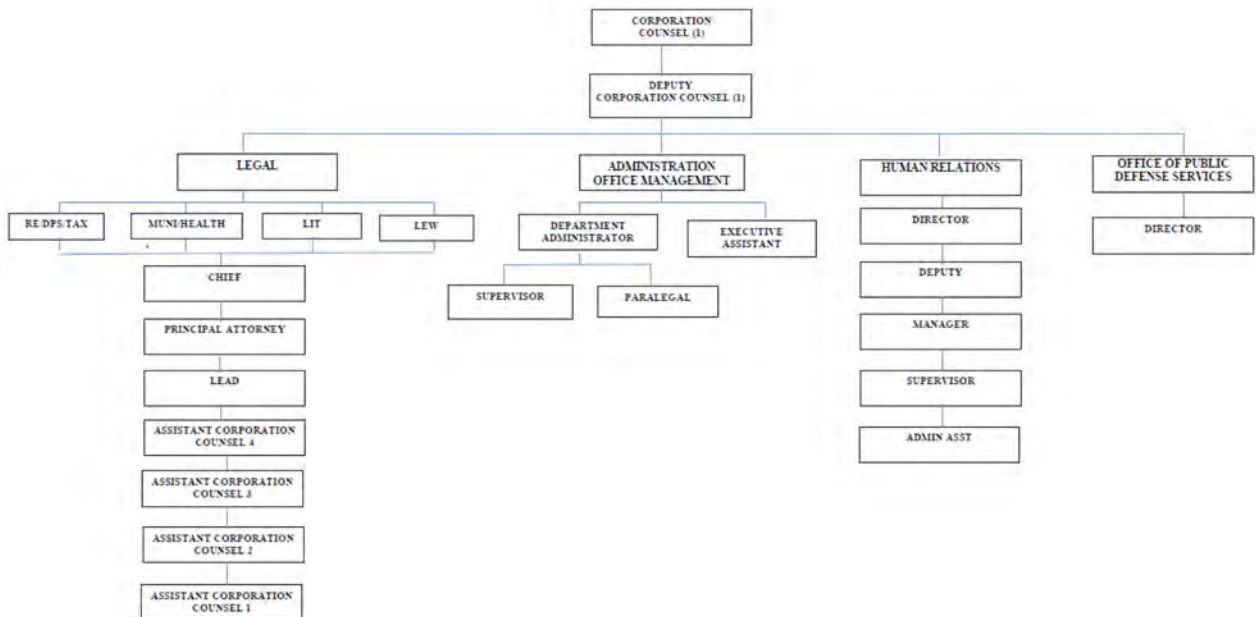 CORPORATION
COUNSEL (1)
DEPUTY
CORPORATION COUNSEL (1)
LEGAL
ADMINISTRATION
OFFICE MANAGEMENT
HUMAN RELATIONS
OFFICE OF PUBLIC
DEFENSE SERVICES
RE/DPS/TAX
MUNI/HEALTH
LIT
LEW
DEPARTMENT
ADMINISTRATOR
EXECUTIVE
ASSISTANT
DIRECTOR
DIRECTOR
CHIEF
SUPERVISOR
PARALEGAL
DEPUTY
PRINCIPAL ATTORNEY
MANAGER
LEAD
SUPERVISOR
ASSISTANT CORPORATION
COUNSEL 4
ADMIN ASST
ASSISTANT CORPORATION
COUNSEL 3
ASSISTANT CORPORATION
COUNSEL 2
ASSISTANT CORPORATION
COUNSEL 1